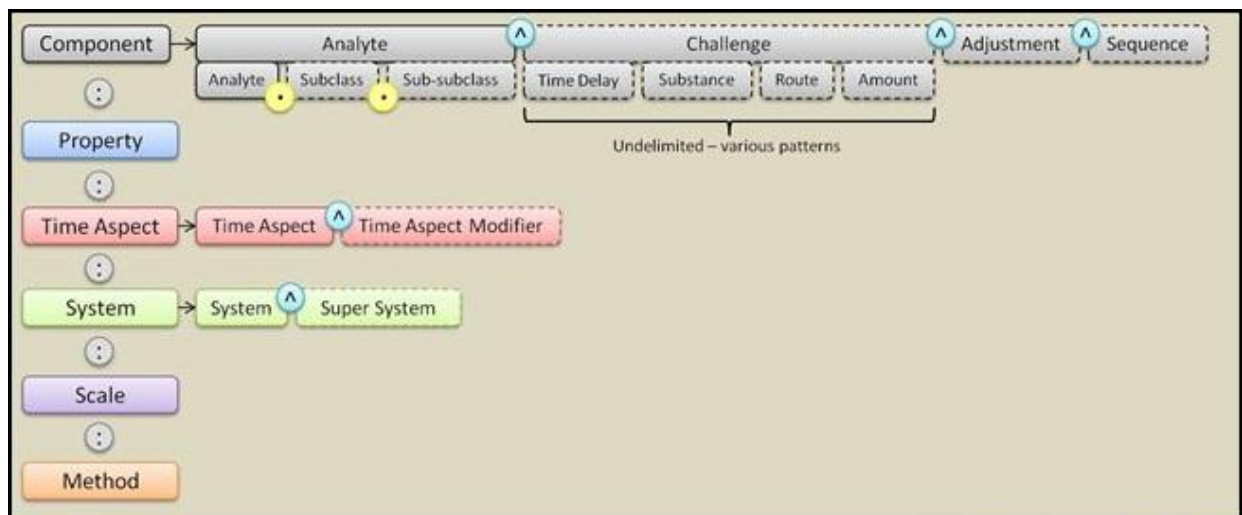 Component Analyte ^ Challenge ^ Adjustment ^ Sequence
Analyte . Subclass . Sub-subclass Time Delay Substance Route Amount
:
Undelimited – various patterns
Property
:
Time Aspect Time Aspect ^ Time Aspect Modifier
:
System System ^ Super System
:
Scale
:
Method